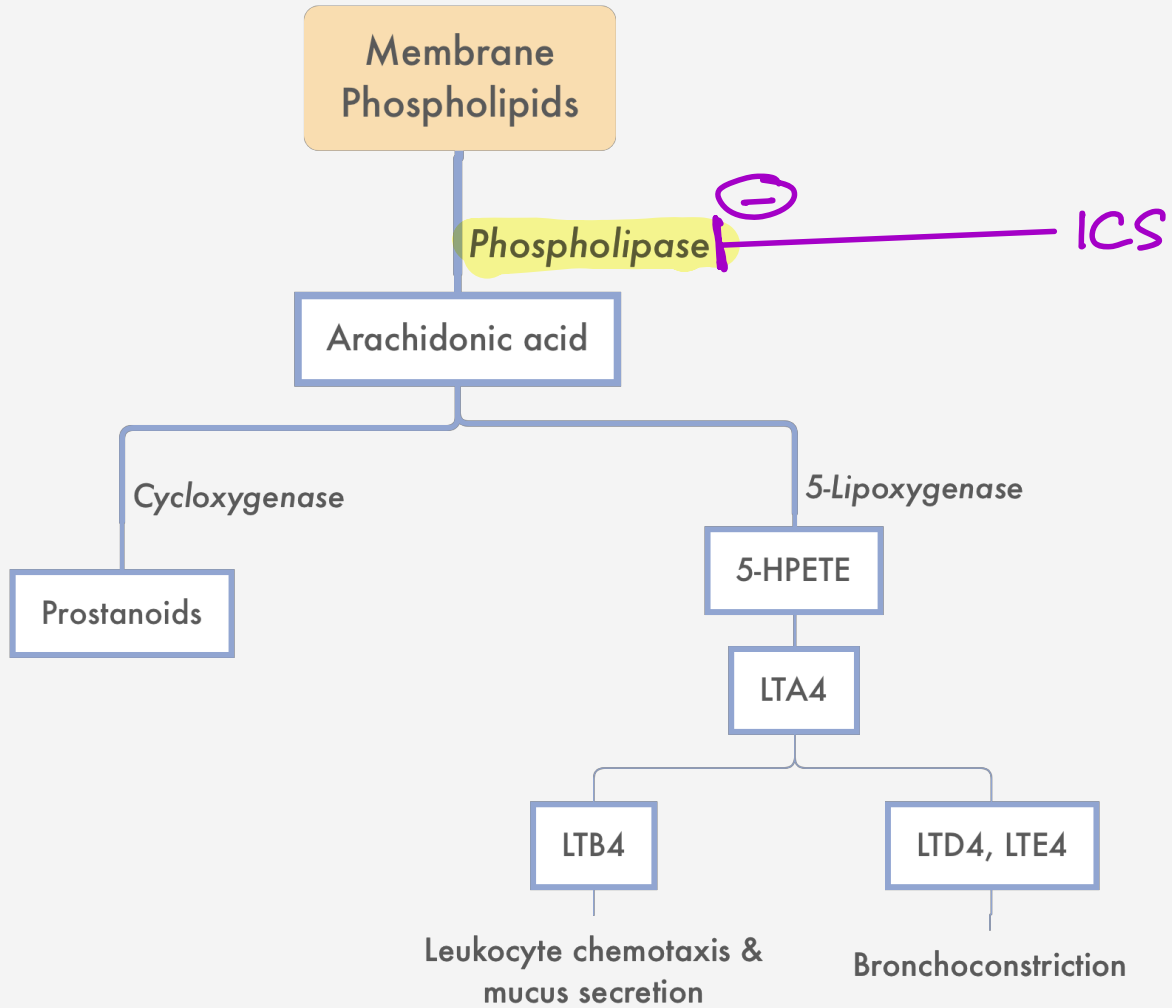 Membrane
Phospholipids
Phospholipase
−
ICS
Arachidonic acid
Cycloxygenase
5-Lipoxygenase
5-HPETE
Prostanoids
LTA4
LTB4
LTD4, LTE4
Leukocyte chemotaxis &
mucus secretion
Bronchoconstriction